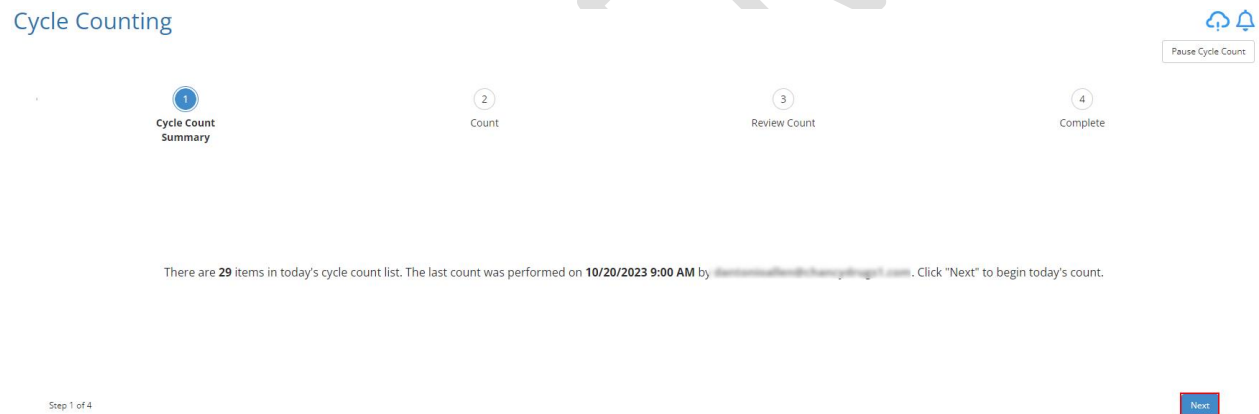 Cycle Counting
Pause Cycle Count
1
Cycle Count
Summary
2
Count
3
Review Count
4
Complete
There are 29 items in today's cycle count list. The last count was performed on 10/20/2023 9:00 AM by . Click "Next" to begin today's count.
Step 1 of 4
Next